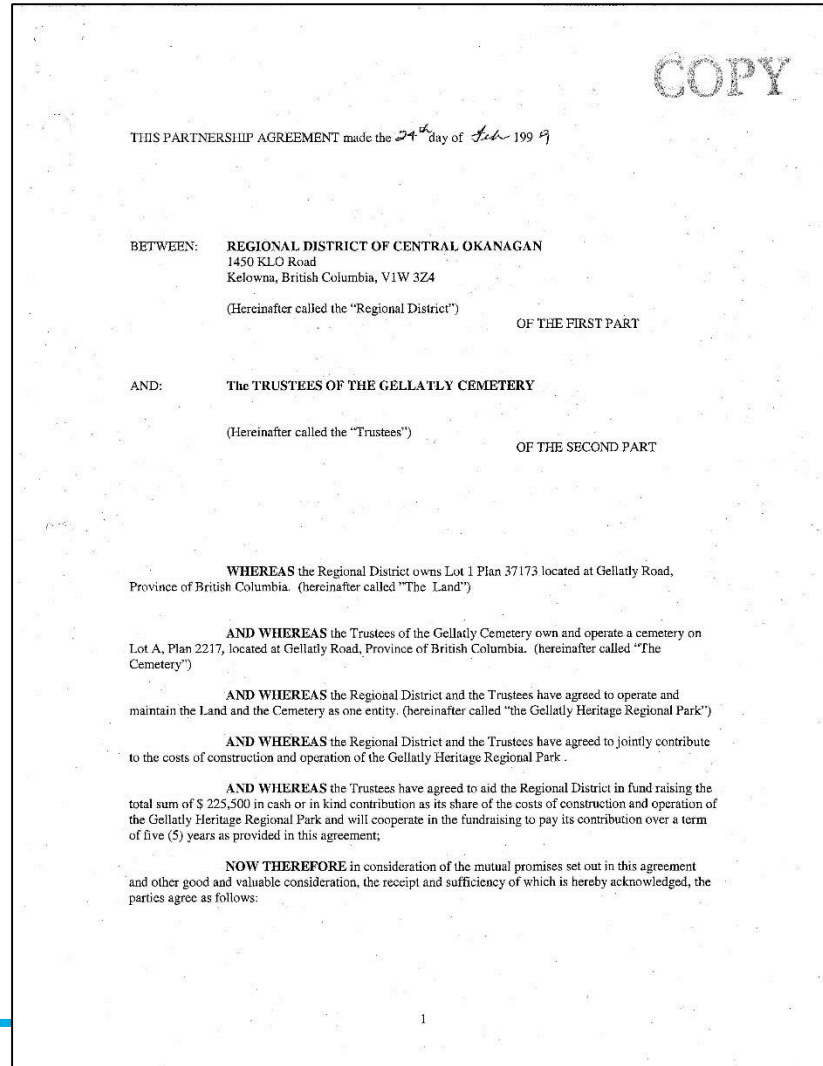 COPY
THIS PARTNERSHIP AGREEMENT made the 24th day of Feb 1999
BETWEEN: REGIONAL DISTRICT OF CENTRAL OKANAGAN
1450 KLO Road
Kelowna, British Columbia, V1W 3Z4
(Hereinafter called the "Regional District")
OF THE FIRST PART
AND: The TRUSTEES OF THE GELLATLY CEMETERY
(Hereinafter called the "Trustees")
OF THE SECOND PART
WHEREAS the Regional District owns Lot 1 Plan 37173 located at Gellatly Road,
Province of British Columbia. (hereinafter called "The Land")
AND WHEREAS the Trustees of the Gellatly Cemetery own and operate a cemetery on
Lot A, Plan 2217, located at Gellatly Road, Province of British Columbia. (hereinafter called "The
Cemetery")
AND WHEREAS the Regional District and the Trustees have agreed to operate and
maintain the Land and the Cemetery as one entity. (hereinafter called "the Gellatly Heritage Regional Park")
AND WHEREAS the Regional District and the Trustees have agreed to jointly contribute
to the costs of construction and operation of the Gellatly Heritage Regional Park .
AND WHEREAS the Trustees have agreed to aid the Regional District in fund raising the
total sum of $ 225,500 in cash or in kind contribution as its share of the costs of construction and operation of
the Gellatly Heritage Regional Park and will cooperate in the fundraising to pay its contribution over a term
of five (5) years as provided in this agreement;
NOW THEREFORE in consideration of the mutual promises set out in this agreement
and other good and valuable consideration, the receipt and sufficiency of which is hereby acknowledged, the
parties agree as follows:
1